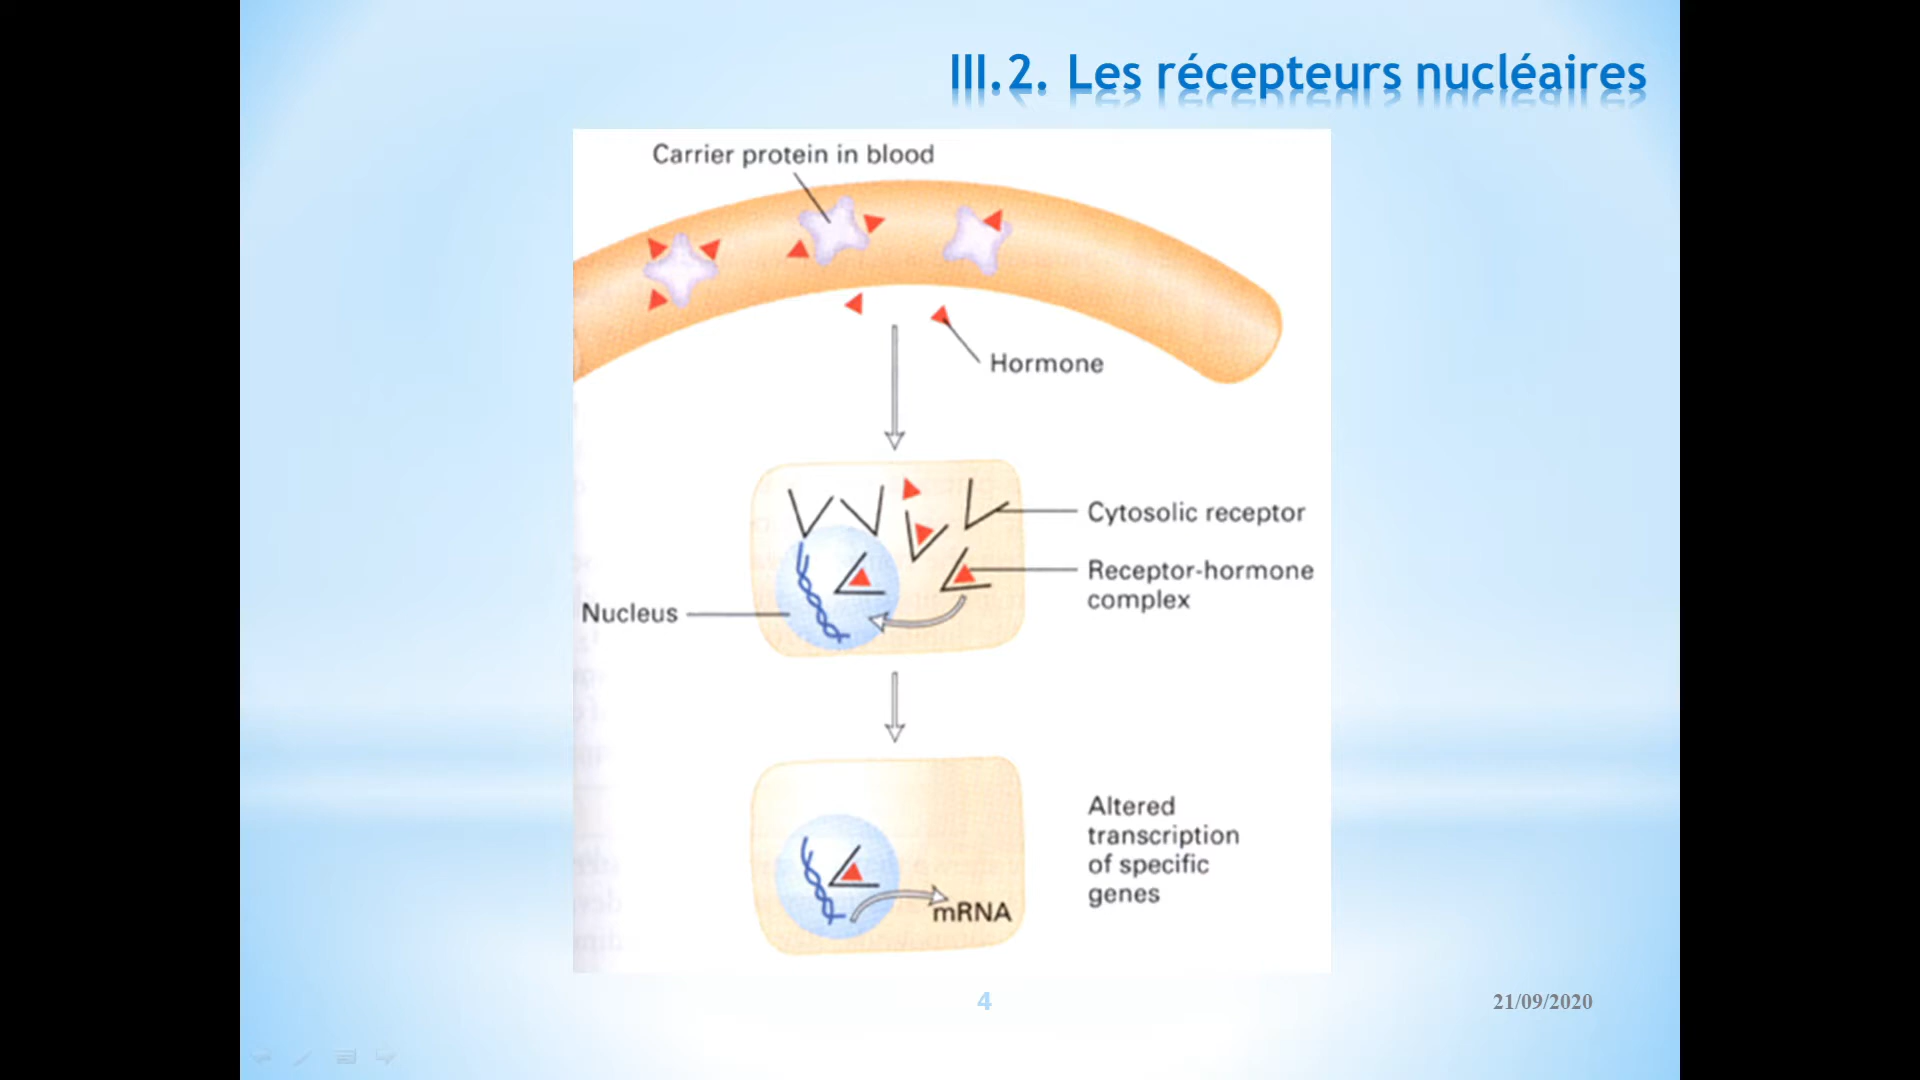 III.2. Les récepteurs nucléaires
Carrier protein in blood
Hormone
Cytosolic receptor
Receptor-hormone
complex
Nucleus
Altered
transcription
of specific
genes
mRNA
4
21/09/2020